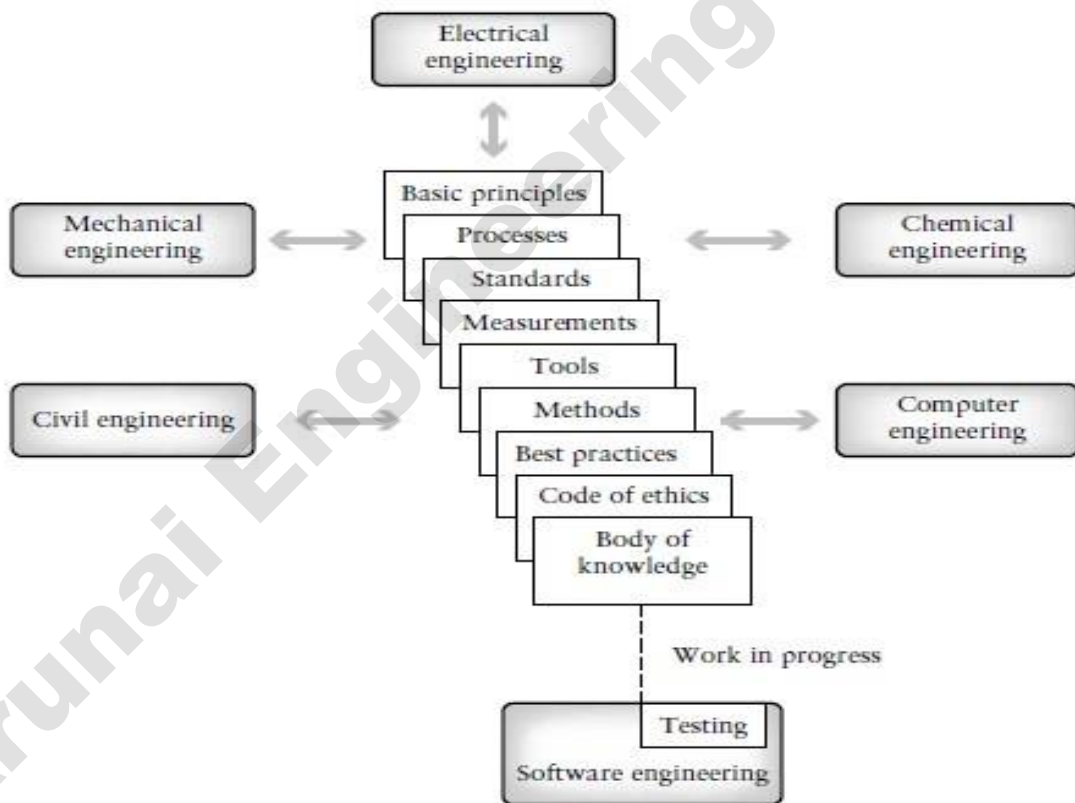 Electrical
engineering
Basic principles
Mechanical
engineering
Processes
Chemical
engineering
Standards
Measurements
Tools
Civil engineering
Methods
Computer
engineering
Best practices
Code of ethics
Body of
knowledge
Work in progress
Testing
Software engineering
runai Engineering